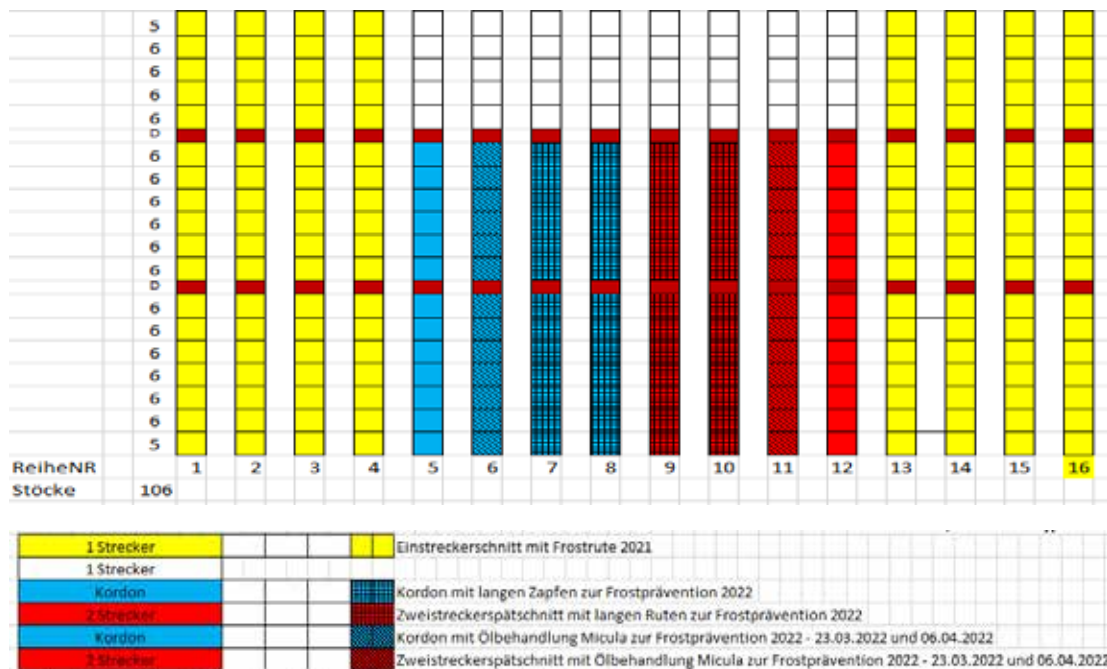 5
6
6
6
6
D
6
6
6
6
6
6
D
6
6
6
6
6
6
5
ReiheNR 1 2 3 4 5 6 7 8 9 10 11 12 13 14 15 16
Stöcke 106
1 Strecker Einstreckerschnitt mit Frostrute 2021
1 Strecker
Kordon Kordon mit langen Zapfen zur Frostprävention 2022
2 Strecker Zweistreckerspätschnitt mit langen Ruten zur Frostprävention 2022
Kordon Kordon mit Ölbehandlung Micula zur Frostprävention 2022 - 23.03.2022 und 06.04.2022
2 Strecker Zweistreckerspätschnitt mit Ölbehandlung Micula zur Frostprävention 2022 - 23.03.2022 und 06.04.2022